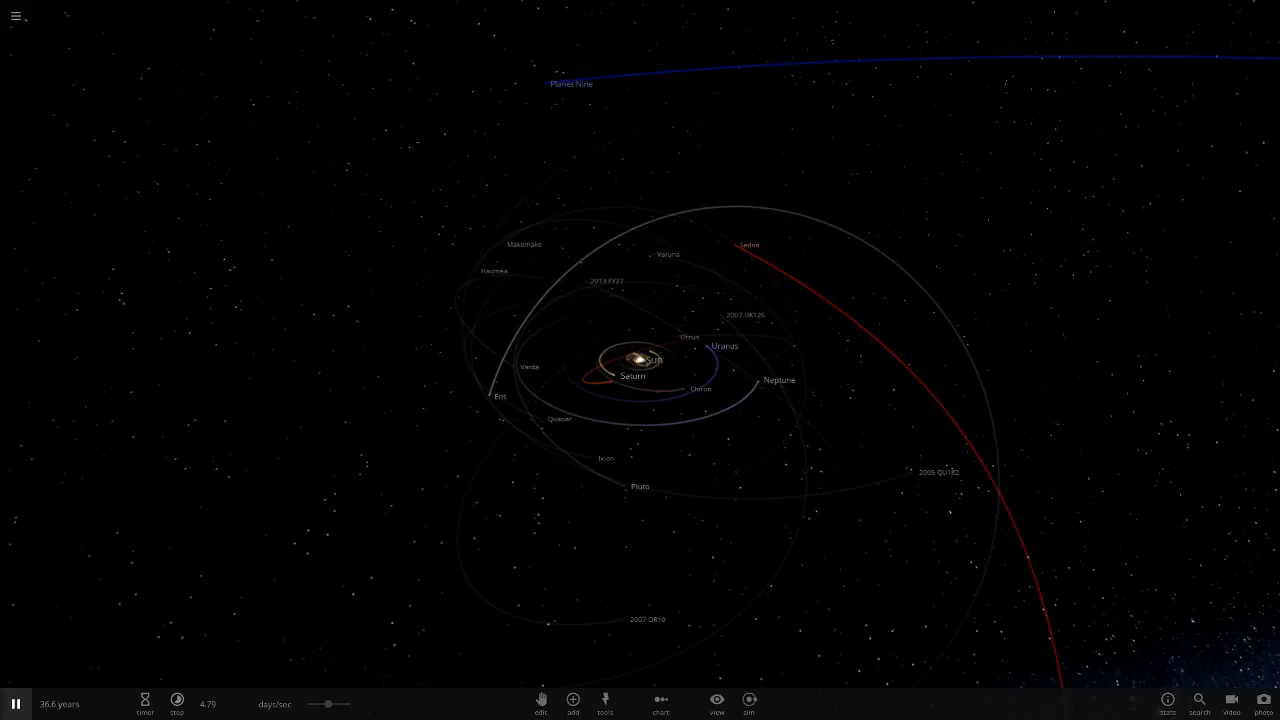 Planet Nine
Makemake
Sedna
Varuna
Haumea
2013 FY27
2007 UK126
Orcus
Uranus
Sun
Varda
Saturn
Neptune
Chiron
Eris
Quaoar
Ixion
2005 QU182
Pluto
2007 OR10
36.6 years
timer
step
4.79
days/sec
edit
add
tools
chart
view
sim
stats
search
video
photo